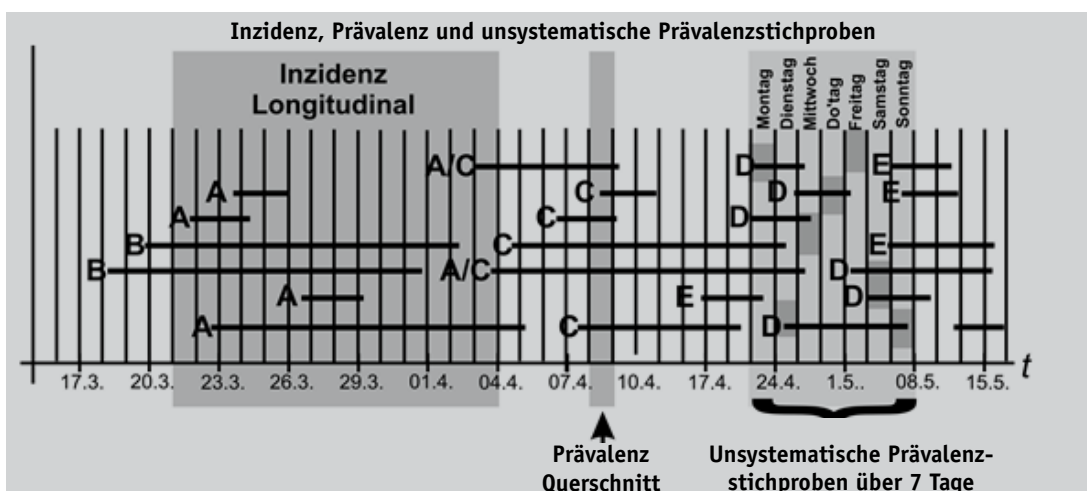 Inzidenz, Prävalenz und unsystematische Prävalenzstichproben
Inzidenz
Longitudinal
Montag
Dienstag
Mittwoch
Do'tag
Freitag
Samstag
Sonntag
A/C D E
A C D E
A C D
B C E
B A/C D
A E D
A C D
17.3. 20.3. 23.3. 26.3. 29.3. 01.4. 04.4. 07.4. 10.4. 17.4. 24.4. 1.5.. 08.5. 15.5. t
Prävalenz
Querschnitt
Unsystematische Prävalenz-
stichproben über 7 Tage